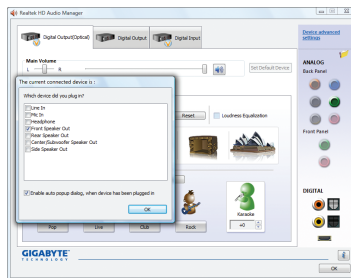 Realtek HD Audio Manager
Digital Output(Optical)
Digital Output
Digital Input
Device advanced settings
Main Volume
L
R
Set Default Device
ANALOG
Back Panel
The current connected device is :
Which device did you plug in?
Line In
Mic In
Headphone
Front Speaker Out
Rear Speaker Out
Center/Subwoofer Speaker Out
Side Speaker Out
Enable auto popup dialog, when device has been plugged in
OK
Reset
Loudness Equalization
Front Panel
DIGITAL
Karaoke
+0
Pop
Live
Club
Rock
GIGABYTE
TECHNOLOGY
OK